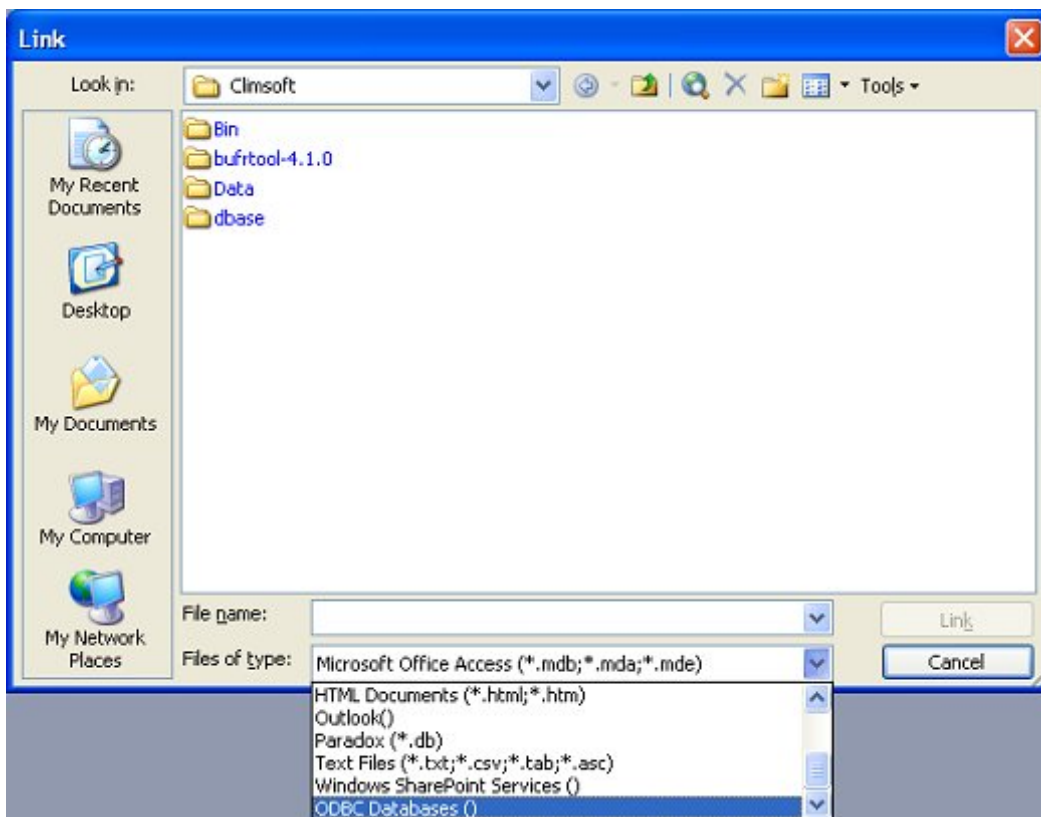 Link
Look in:
Climsoft
Tools
Bin
bufrtool-4.1.0
Data
dbase
My Recent
Documents
Desktop
My Documents
My Computer
My Network
Places
File name:
Link
Files of type:
Microsoft Office Access (*.mdb;*.mda;*.mde)
Cancel
HTML Documents (*.html;*.htm)
Outlook()
Paradox (*.db)
Text Files (*.txt;*.csv;*.tab;*.asc)
Windows SharePoint Services ()
ODBC Databases ()